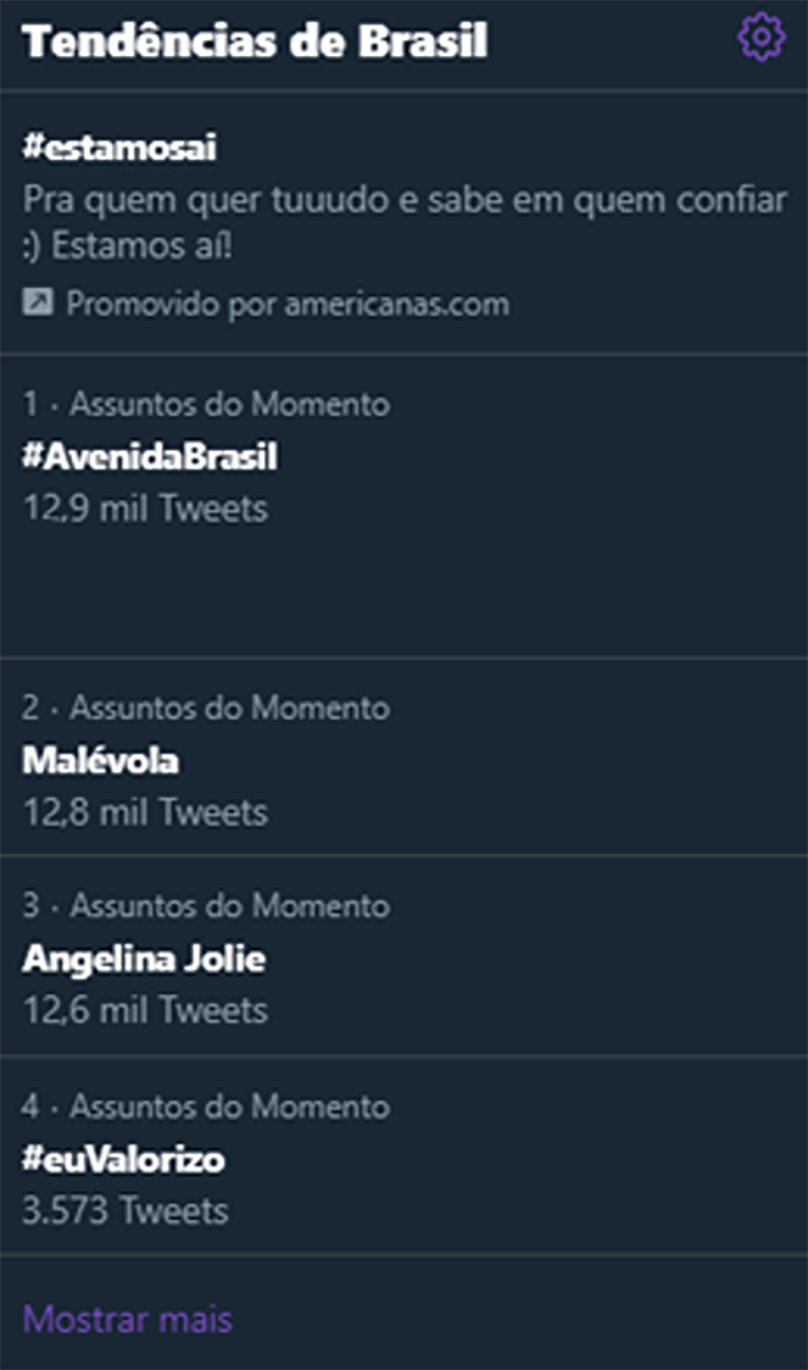 Tendências de Brasil
#estamosai
Pra quem quer tuuudo e sabe em quem confiar
:) Estamos aí!
Promovido por americanas.com
1 · Assuntos do Momento
#AvenidaBrasil
12,9 mil Tweets
2 · Assuntos do Momento
Malévola
12,8 mil Tweets
3 · Assuntos do Momento
Angelina Jolie
12,6 mil Tweets
4 · Assuntos do Momento
#euValorizo
3.573 Tweets
Mostrar mais